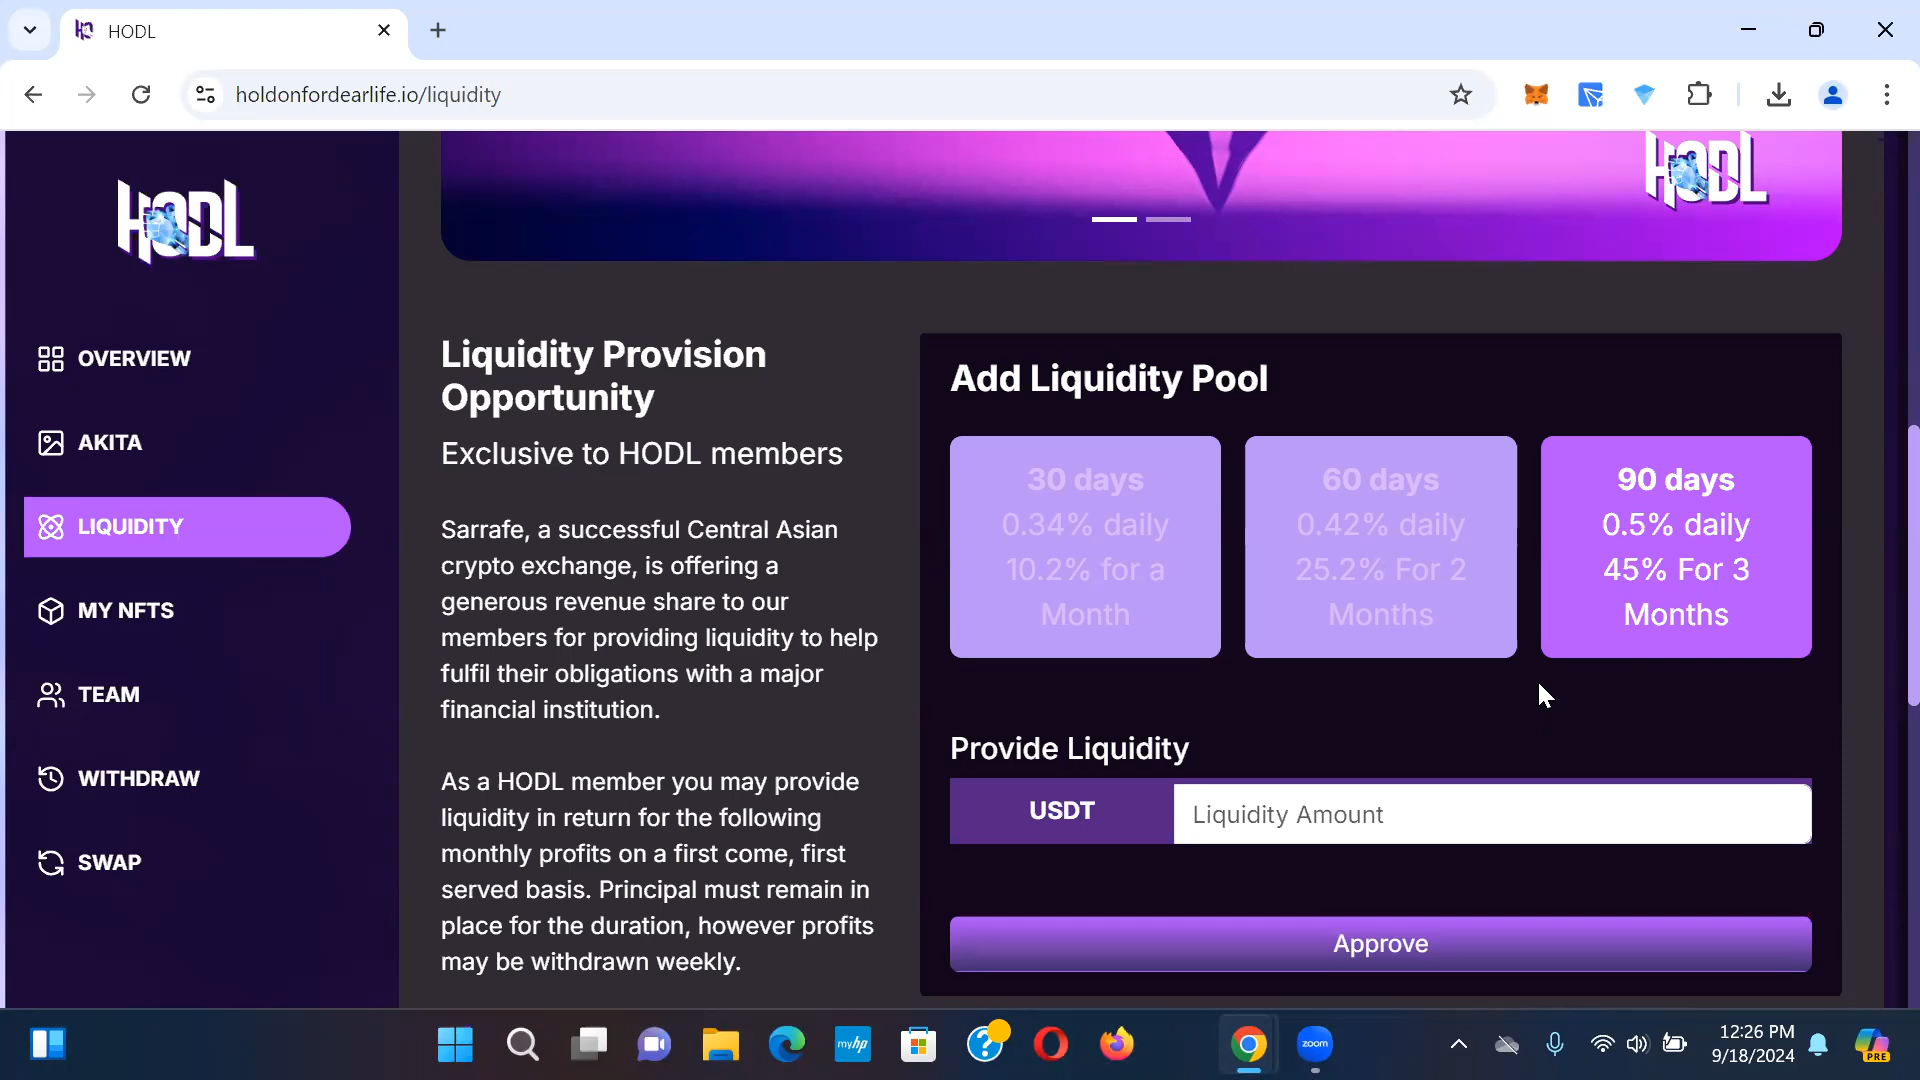 HODL
holdonfordearlife.io/liquidity
HODL
HODL
OVERVIEW
AKITA
LIQUIDITY
MY NFTS
TEAM
WITHDRAW
SWAP
Liquidity Provision
Opportunity
Exclusive to HODL members
Sarrafe, a successful Central Asian
crypto exchange, is offering a
generous revenue share to our
members for providing liquidity to help
fulfil their obligations with a major
financial institution.
As a HODL member you may provide
liquidity in return for the following
monthly profits on a first come, first
served basis. Principal must remain in
place for the duration, however profits
may be withdrawn weekly.
Add Liquidity Pool
30 days
0.34% daily
10.2% for a
Month
60 days
0.42% daily
25.2% For 2
Months
90 days
0.5% daily
45% For 3
Months
Provide Liquidity
USDT
Liquidity Amount
Approve
myhp
zoom
12:26 PM
9/18/2024
PRE